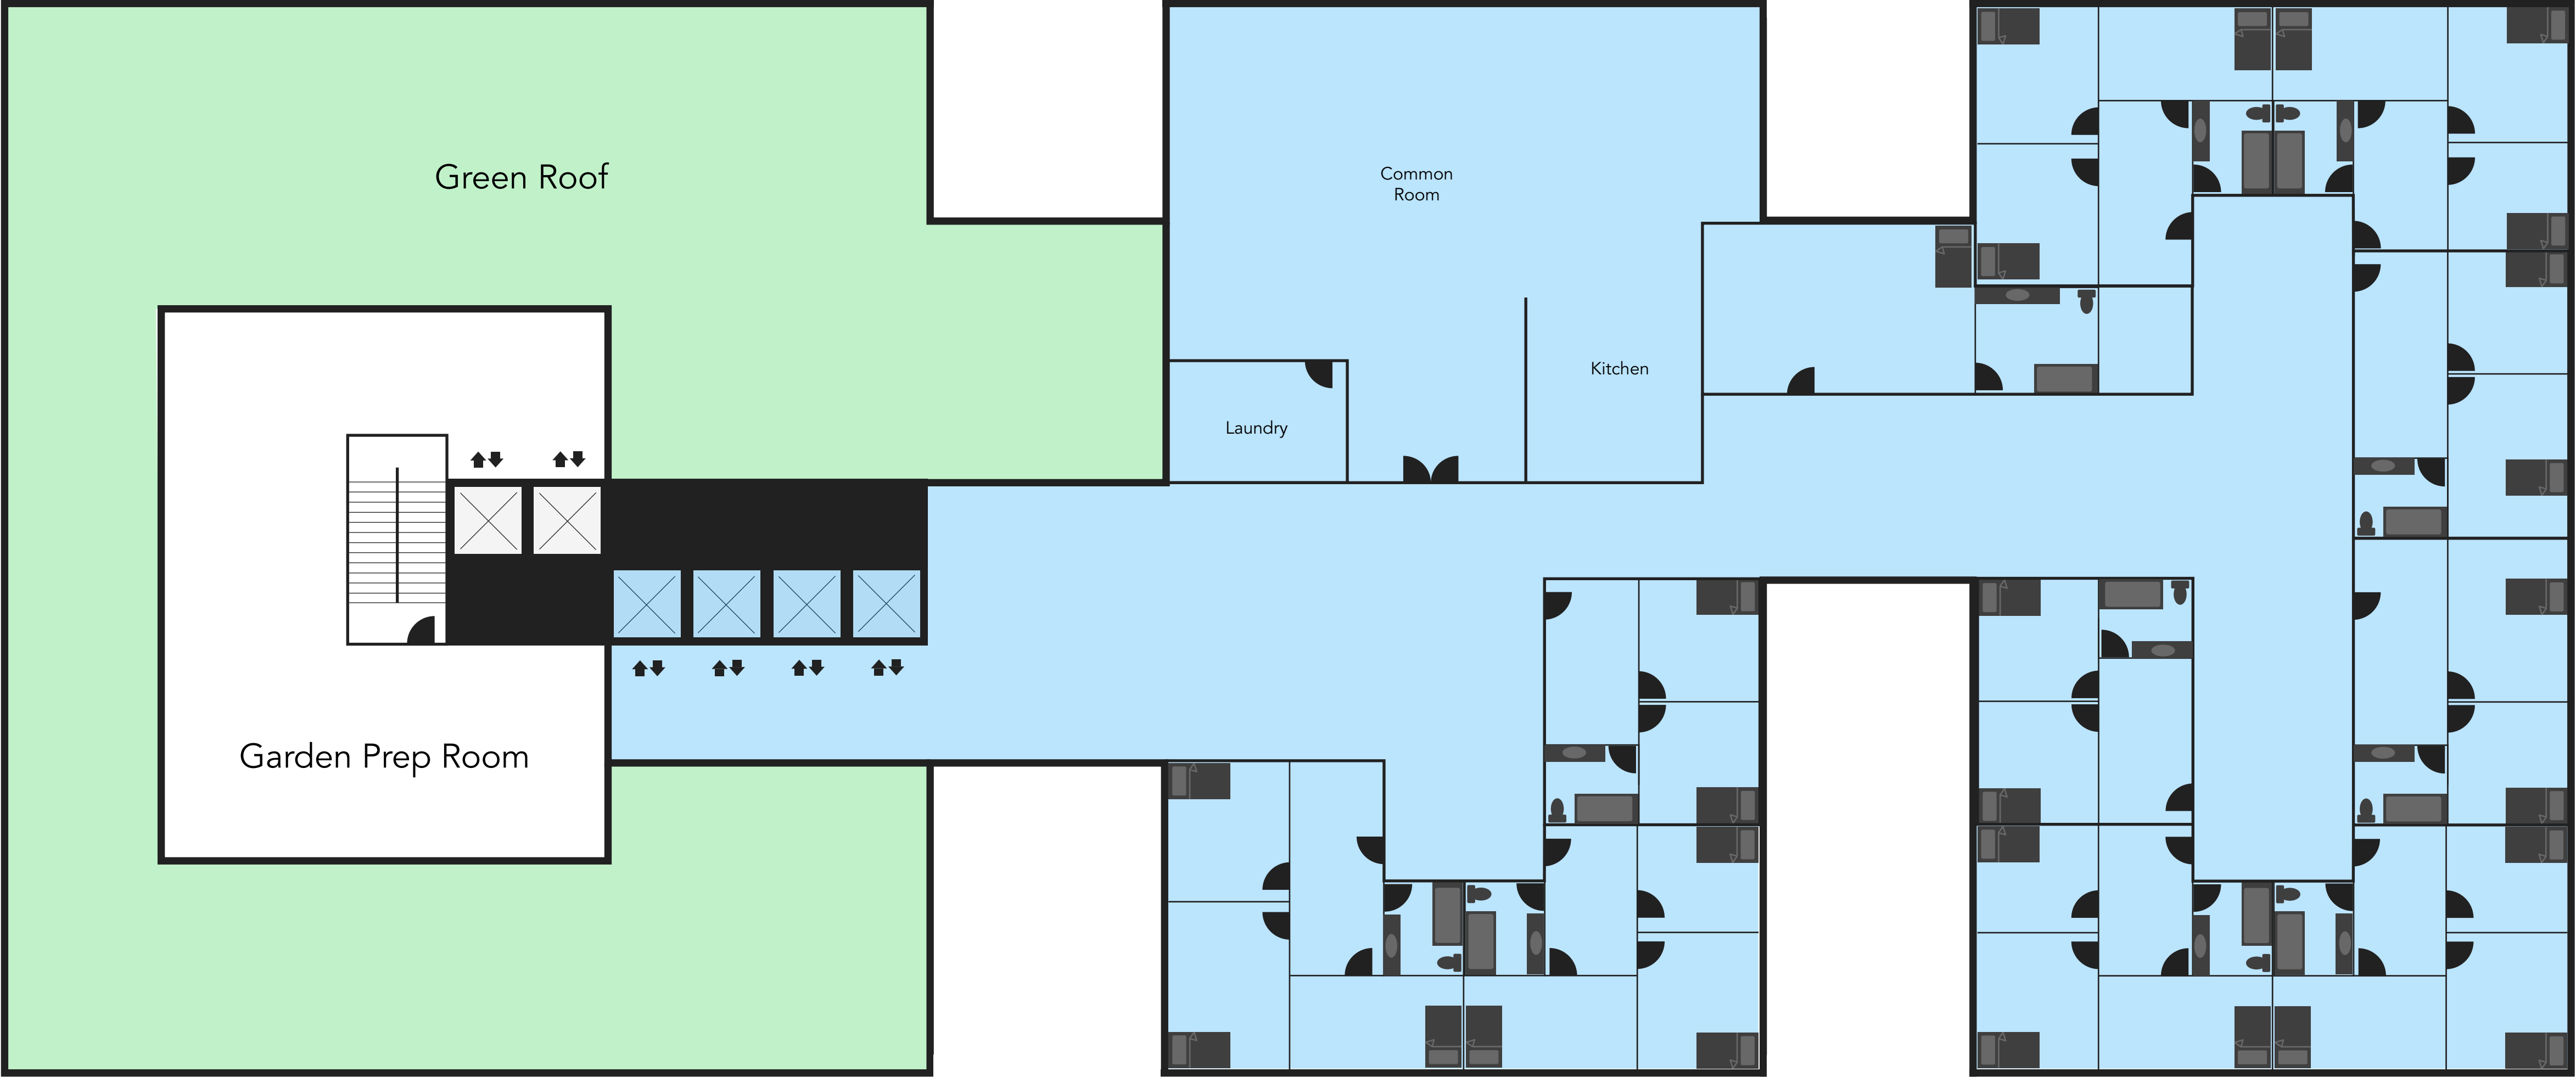 Green Roof
Common
Room
Kitchen
Laundry
Garden Prep Room